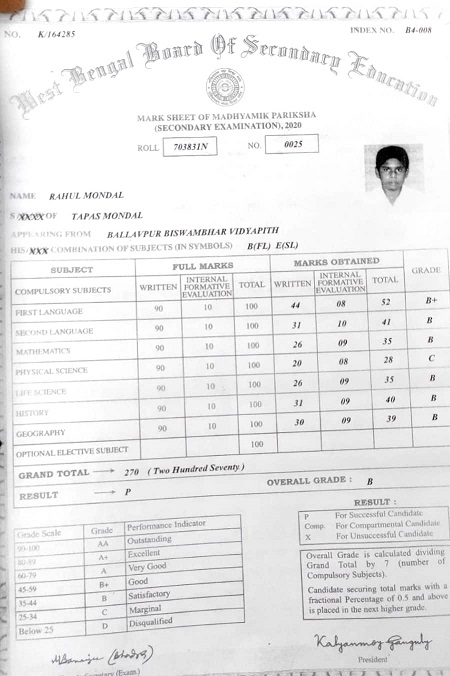 NO. K/164285 INDEX NO. B4-008
West Bengal Board Of Secondary Education
MARK SHEET OF MADHYAMIK PARIKSHA
(SECONDARY EXAMINATION), 2020
ROLL 703831N NO. 0025
NAME RAHUL MONDAL
S OF TAPAS MONDAL
APPEARING FROM BALLAVPUR BISWAMBHAR VIDYAPITH
HIS COMBINATION OF SUBJECTS (IN SYMBOLS) B(FL) E(SL)
SUBJECT FULL MARKS MARKS OBTAINED GRADE
COMPULSORY SUBJECTS WRITTEN INTERNAL FORMATIVE EVALUATION TOTAL WRITTEN INTERNAL FORMATIVE EVALUATION TOTAL
FIRST LANGUAGE 90 10 100 44 08 52 B+
SECOND LANGUAGE 90 10 100 31 10 41 B
MATHEMATICS 90 10 100 26 09 35 B
PHYSICAL SCIENCE 90 10 100 20 08 28 C
LIFE SCIENCE 90 10 100 26 09 35 B
HISTORY 90 10 100 31 09 40 B
GEOGRAPHY 90 10 100 30 09 39 B
OPTIONAL ELECTIVE SUBJECT 100
GRAND TOTAL → 270 (Two Hundred Seventy)
OVERALL GRADE : B
RESULT → P
RESULT :
P For Successful Candidate
Comp. For Compartmental Candidate
X For Unsuccessful Candidate
Grade Scale Grade Performance Indicator
90-100 AA Outstanding
80-89 A+ Excellent
60-79 A Very Good
45-59 B+ Good
35-44 B Satisfactory
25-34 C Marginal
Below 25 D Disqualified
Overall Grade is calculated dividing
Grand Total by 7 (number of
Compulsory Subjects).
Candidate securing total marks with a
fractional Percentage of 0.5 and above
is placed in the next higher grade.
Kalyanmoy Ganguly
Secretary (Exam.)
President